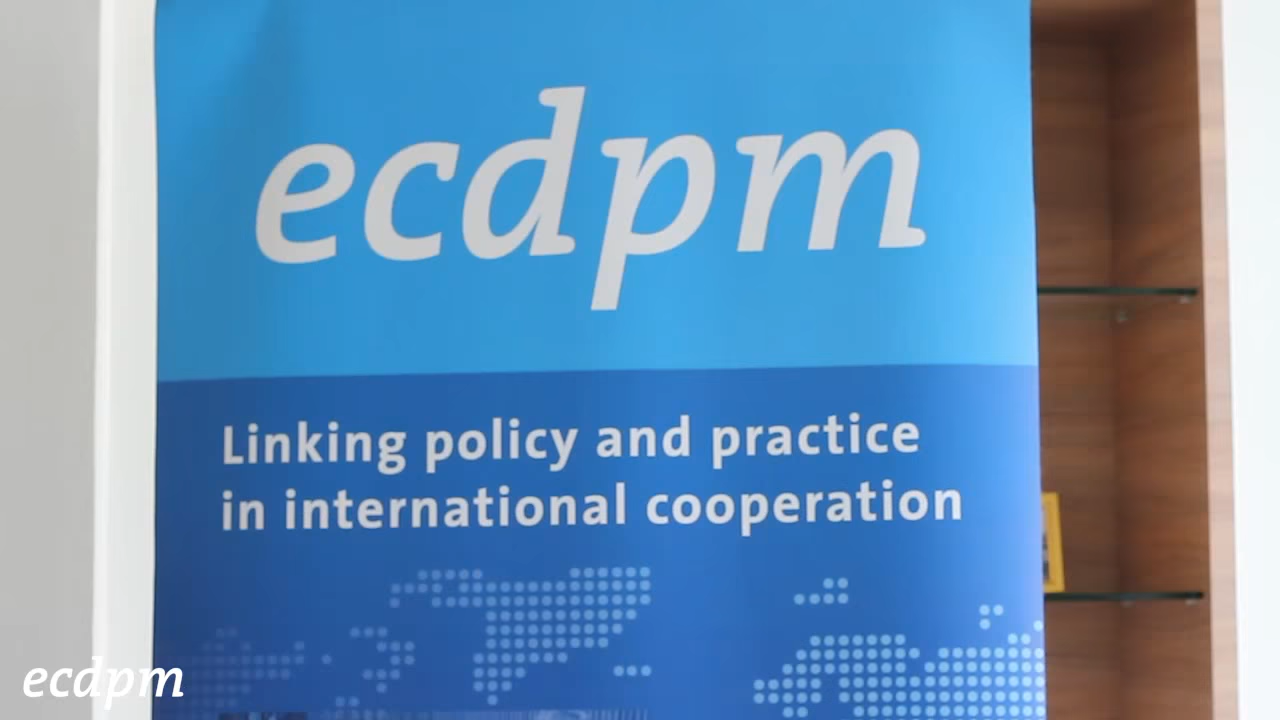 ecdpm
Linking policy and practice
in international cooperation
ecdpm